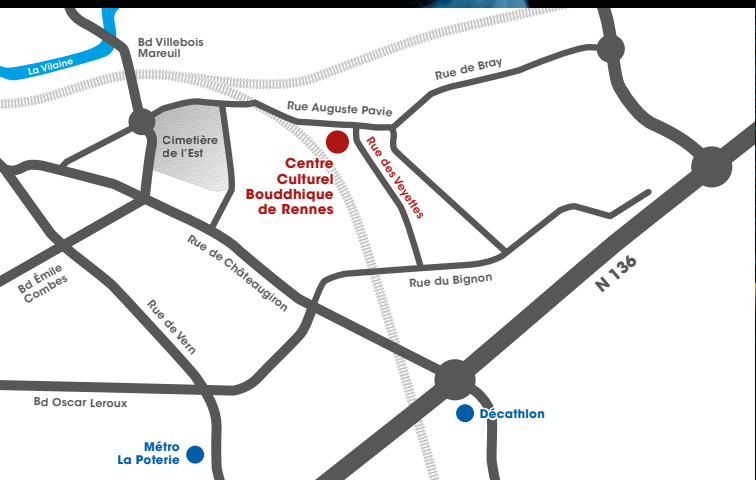 Bd Villebois
Mareuil
La Vilaine
Rue de Bray
Rue Auguste Pavie
Cimetière
de l'Est
Centre
Culturel
Bouddhique
de Rennes
Rue des Veyettes
Rue de Châteaugiron
Bd Émile
Combes
Rue du Bignon
N 136
Rue de Vern
Bd Oscar Leroux
Décathlon
Métro
La Poterie